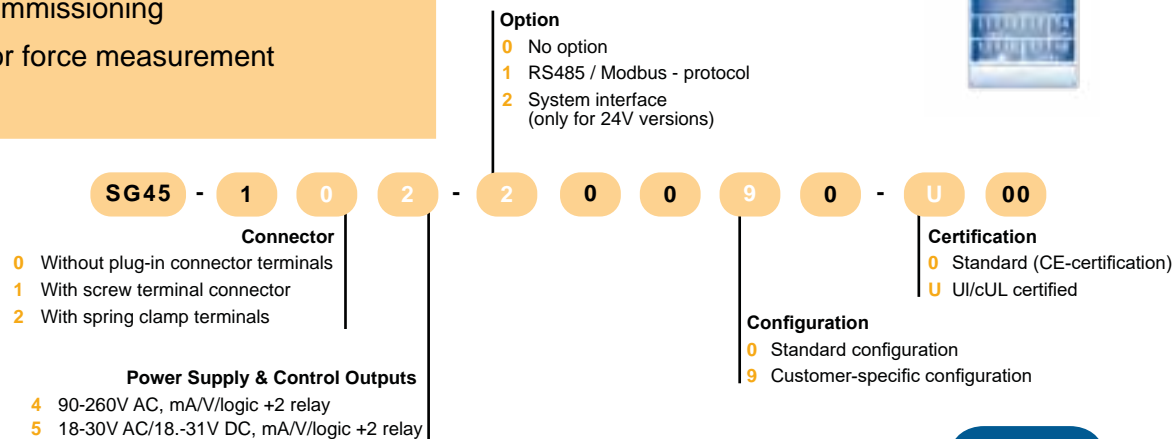 mmissioning
or force measurement
Option
0 No option
1 RS485 / Modbus - protocol
2 System interface
(only for 24V versions)
SG45 - 1 0 2 - 2 0 0 9 0 - U 00
Connector
0 Without plug-in connector terminals
1 With screw terminal connector
2 With spring clamp terminals
Certification
0 Standard (CE-certification)
U Ul/cUL certified
Configuration
0 Standard configuration
9 Customer-specific configuration
Power Supply & Control Outputs
4 90-260V AC, mA/V/logic +2 relay
5 18-30V AC/18.-31V DC, mA/V/logic +2 relay